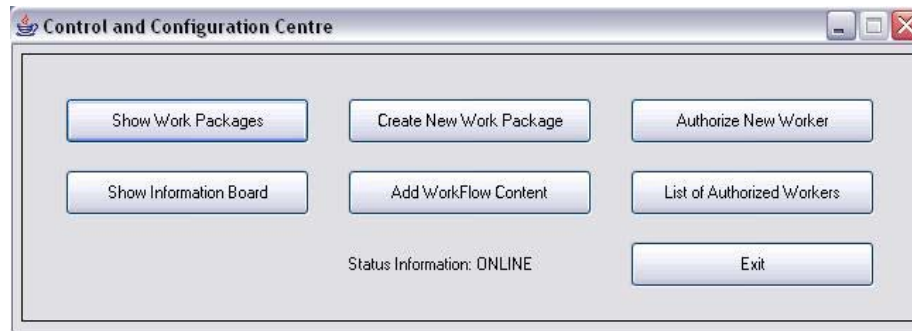 Control and Configuration Centre
Show Work Packages
Create New Work Package
Authorize New Worker
Show Information Board
Add WorkFlow Content
List of Authorized Workers
Status Information: ONLINE
Exit